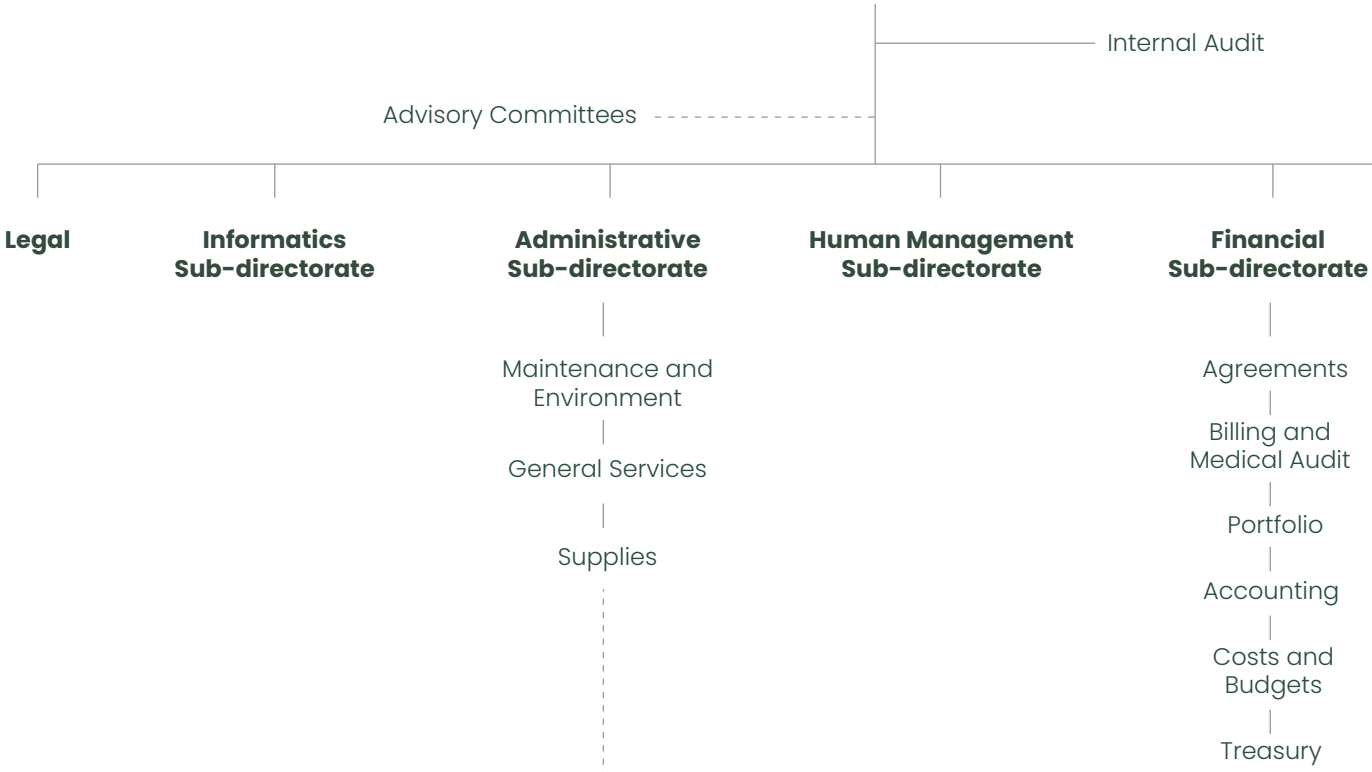 Internal Audit
Advisory Committees
Legal
Informatics
Sub-directorate
Administrative
Sub-directorate
Human Management
Sub-directorate
Financial
Sub-directorate
Maintenance and
Environment
General Services
Supplies
Agreements
Billing and
Medical Audit
Portfolio
Accounting
Costs and
Budgets
Treasury